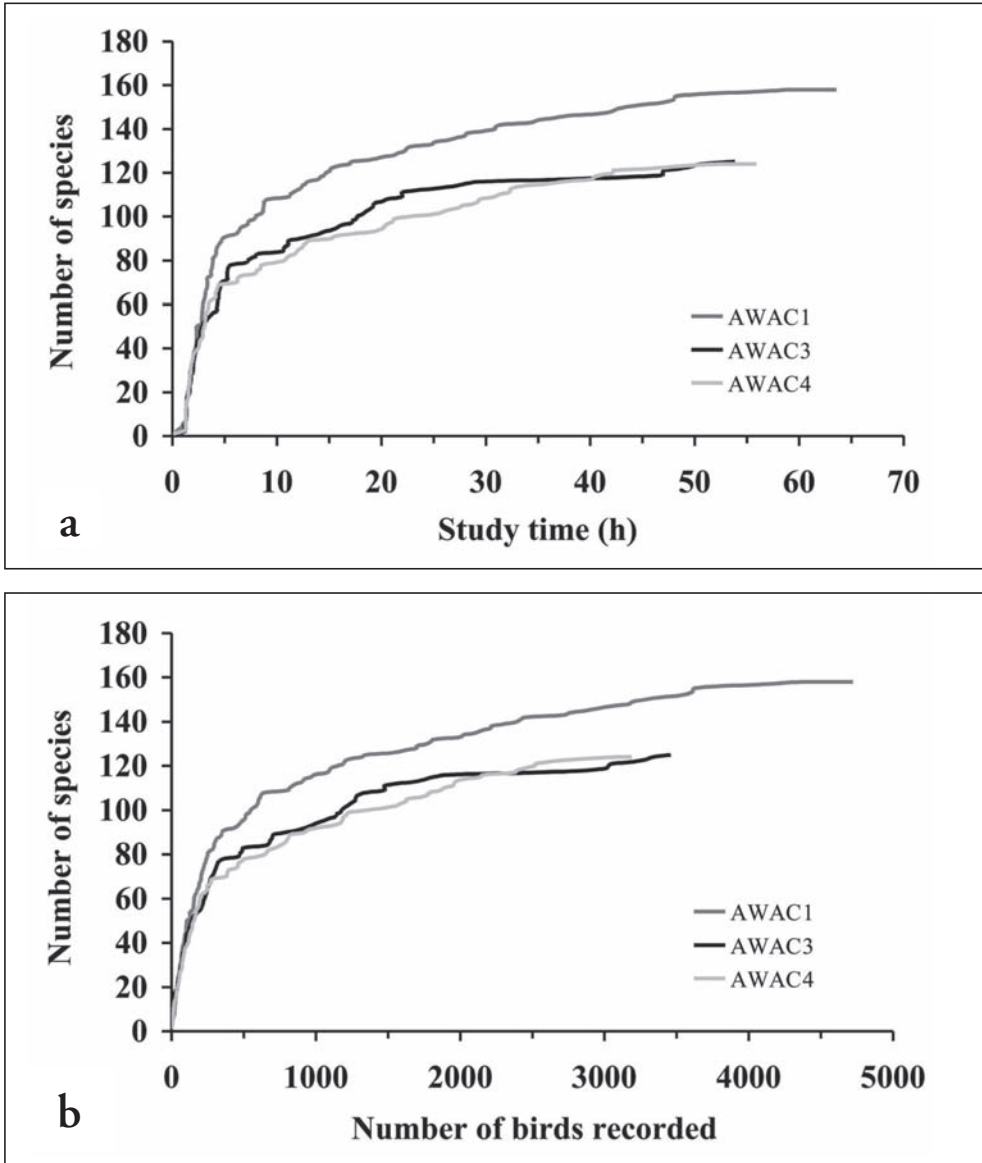 180
160
140
120
100
80
60
40
20
0
Number of species
0 10 20 30 40 50 60 70
Study time (h)
AWAC1
AWAC3
AWAC4
a
180
160
140
120
100
80
60
40
20
0
Number of species
0 1000 2000 3000 4000 5000
Number of birds recorded
AWAC1
AWAC3
AWAC4
b